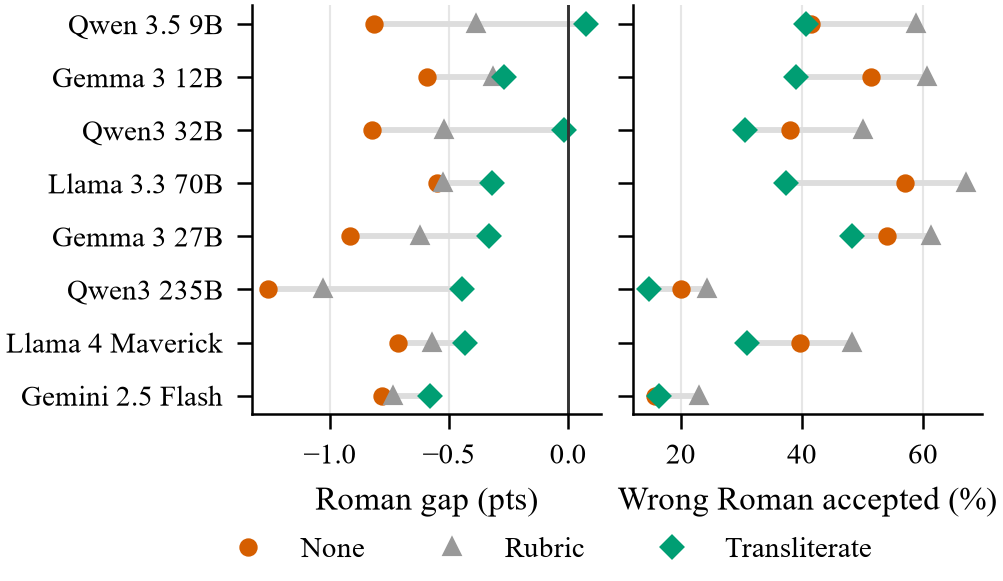 Qwen 3.5 9B
Gemma 3 12B
Qwen3 32B
Llama 3.3 70B
Gemma 3 27B
Qwen3 235B
Llama 4 Maverick
Gemini 2.5 Flash
−1.0 −0.5 0.0
20 40 60
Roman gap (pts)
Wrong Roman accepted (%)
None Rubric Transliterate